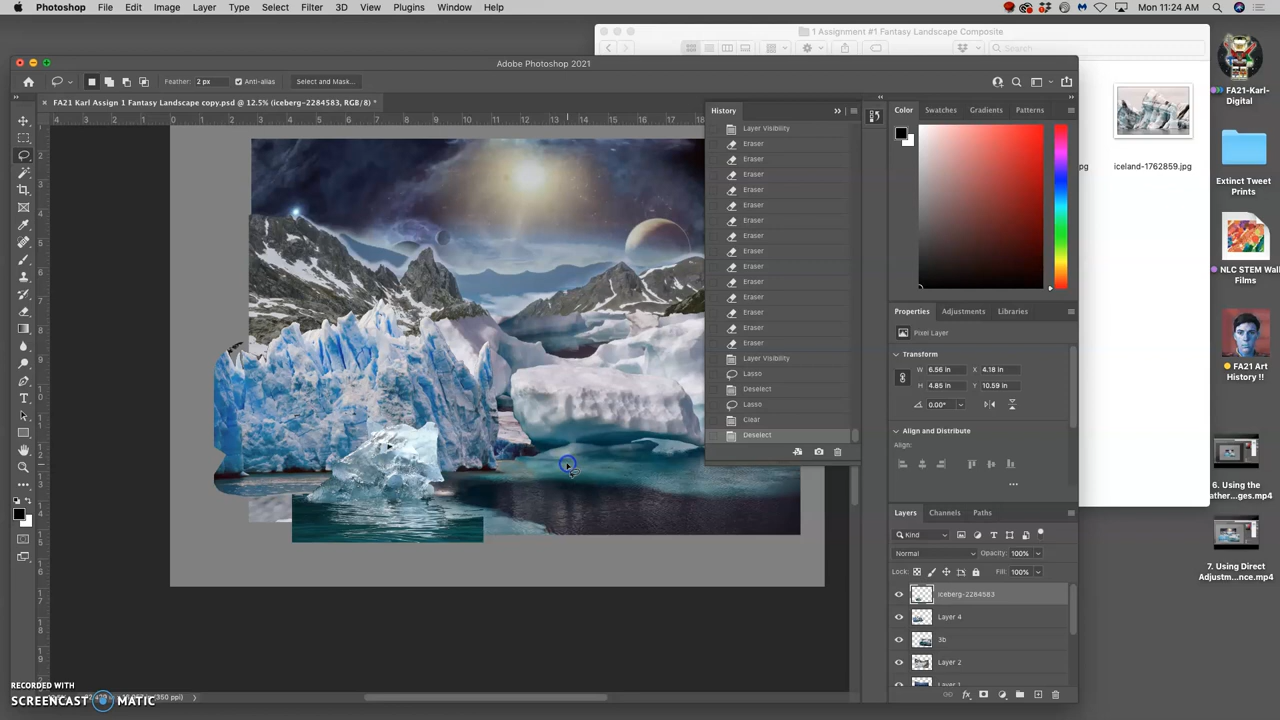 Photoshop File Edit Image Layer Type Select Filter 3D View Plugins Window Help
Mon 11:24 AM
1 Assignment #1 Fantasy Landscape Composite
Search
Adobe Photoshop 2021
Feather: 2 px Anti-alias Select and Mask...
FA21 Karl Assign 1 Fantasy Landscape copy.psd @ 12.5% (iceberg-2284583, RGB/8) *
History
Layer Visibility
Eraser
Eraser
Eraser
Eraser
Eraser
Eraser
Eraser
Eraser
Eraser
Eraser
Eraser
Eraser
Eraser
Eraser
Layer Visibility
Lasso
Deselect
Lasso
Clear
Deselect
Color Swatches Gradients Patterns
Properties Adjustments Libraries
Pixel Layer
Transform
W 6.56 in X 4.18 in
H 4.85 in Y 10.59 in
0.00°
Align and Distribute
Align:
Layers Channels Paths
Kind
Normal Opacity: 100%
Lock: Fill: 100%
iceberg-2284583
Layer 4
3b
Layer 2
Layer 1
pg iceland-1762859.jpg
FA21-Karl-
Digital
Extinct Tweet
Prints
NLC STEM Wall
Films
FA21 Art
History !!
6. Using the
ather...ges.mp4
7. Using Direct
Adjustm...nce.mp4
RECORDED WITH
SCREENCAST MATIC